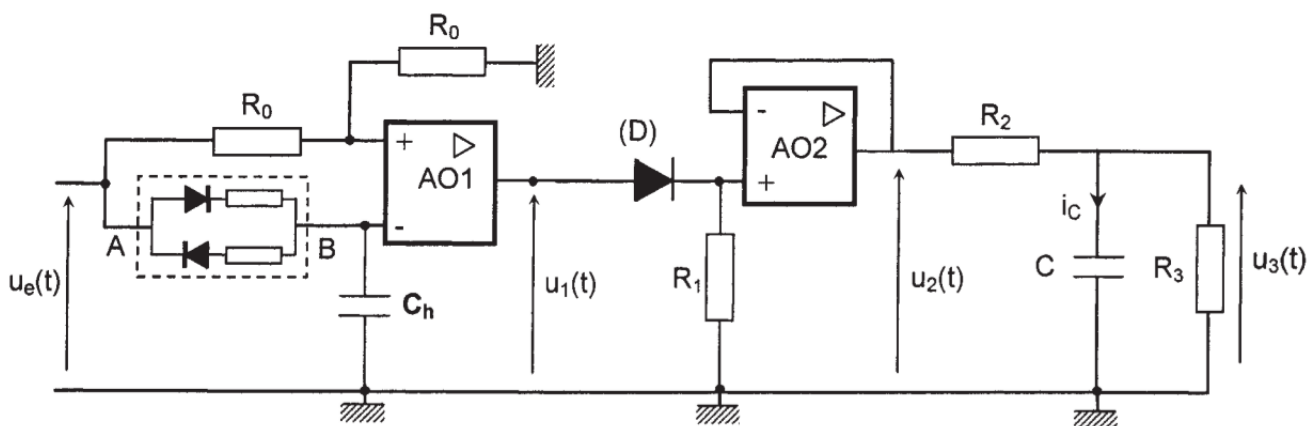 R₀
R₀
(D)
R₂
+
▷
AO1
-
-
▷
AO2
+
A
B
iC
uₑ(t)
Cₕ
u₁(t)
R₁
u₂(t)
C
R₃
u₃(t)